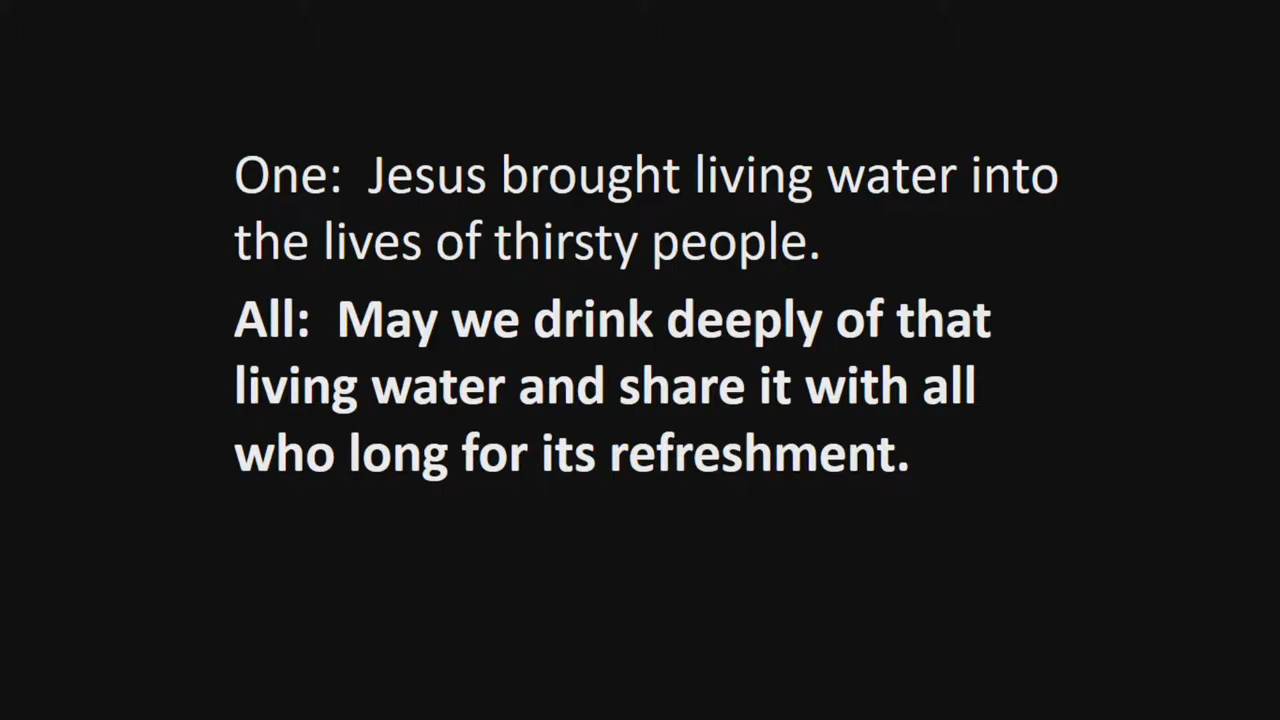 One:  Jesus brought living water into
the lives of thirsty people.
All:  May we drink deeply of that
living water and share it with all
who long for its refreshment.